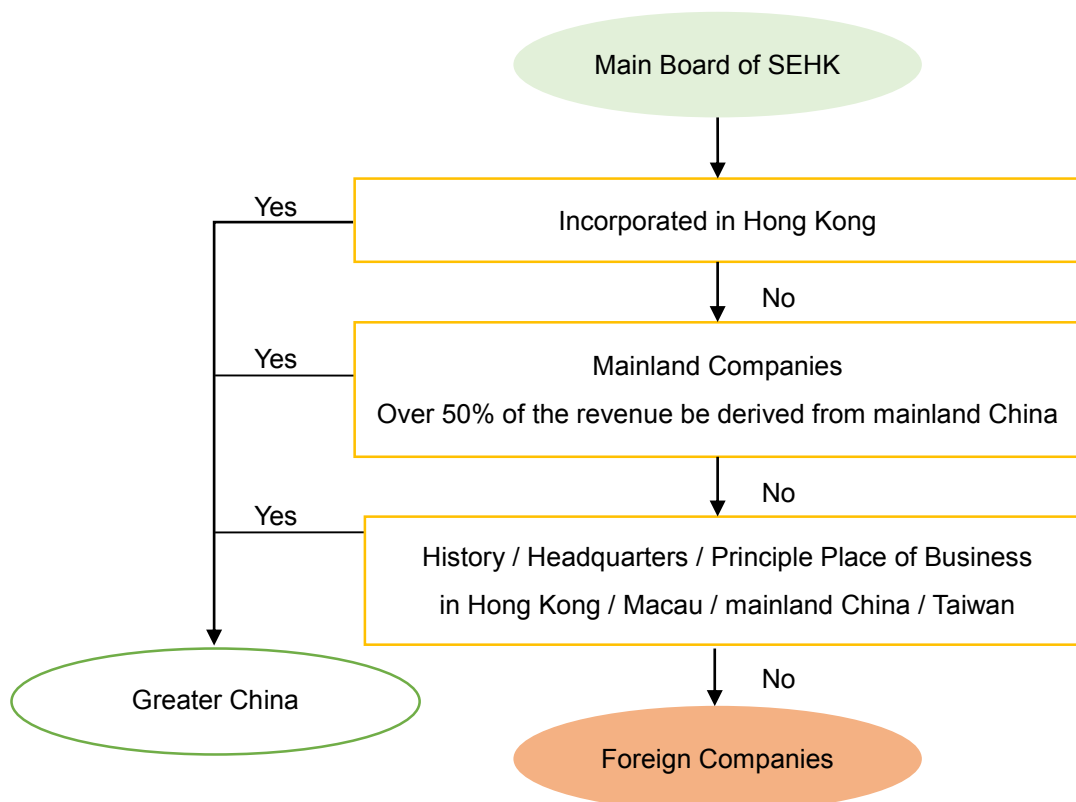 Main Board of SEHK
Yes
Incorporated in Hong Kong
No
Yes
Mainland Companies
Over 50% of the revenue be derived from mainland China
No
Yes
History / Headquarters / Principle Place of Business
in Hong Kong / Macau / mainland China / Taiwan
No
Greater China
Foreign Companies